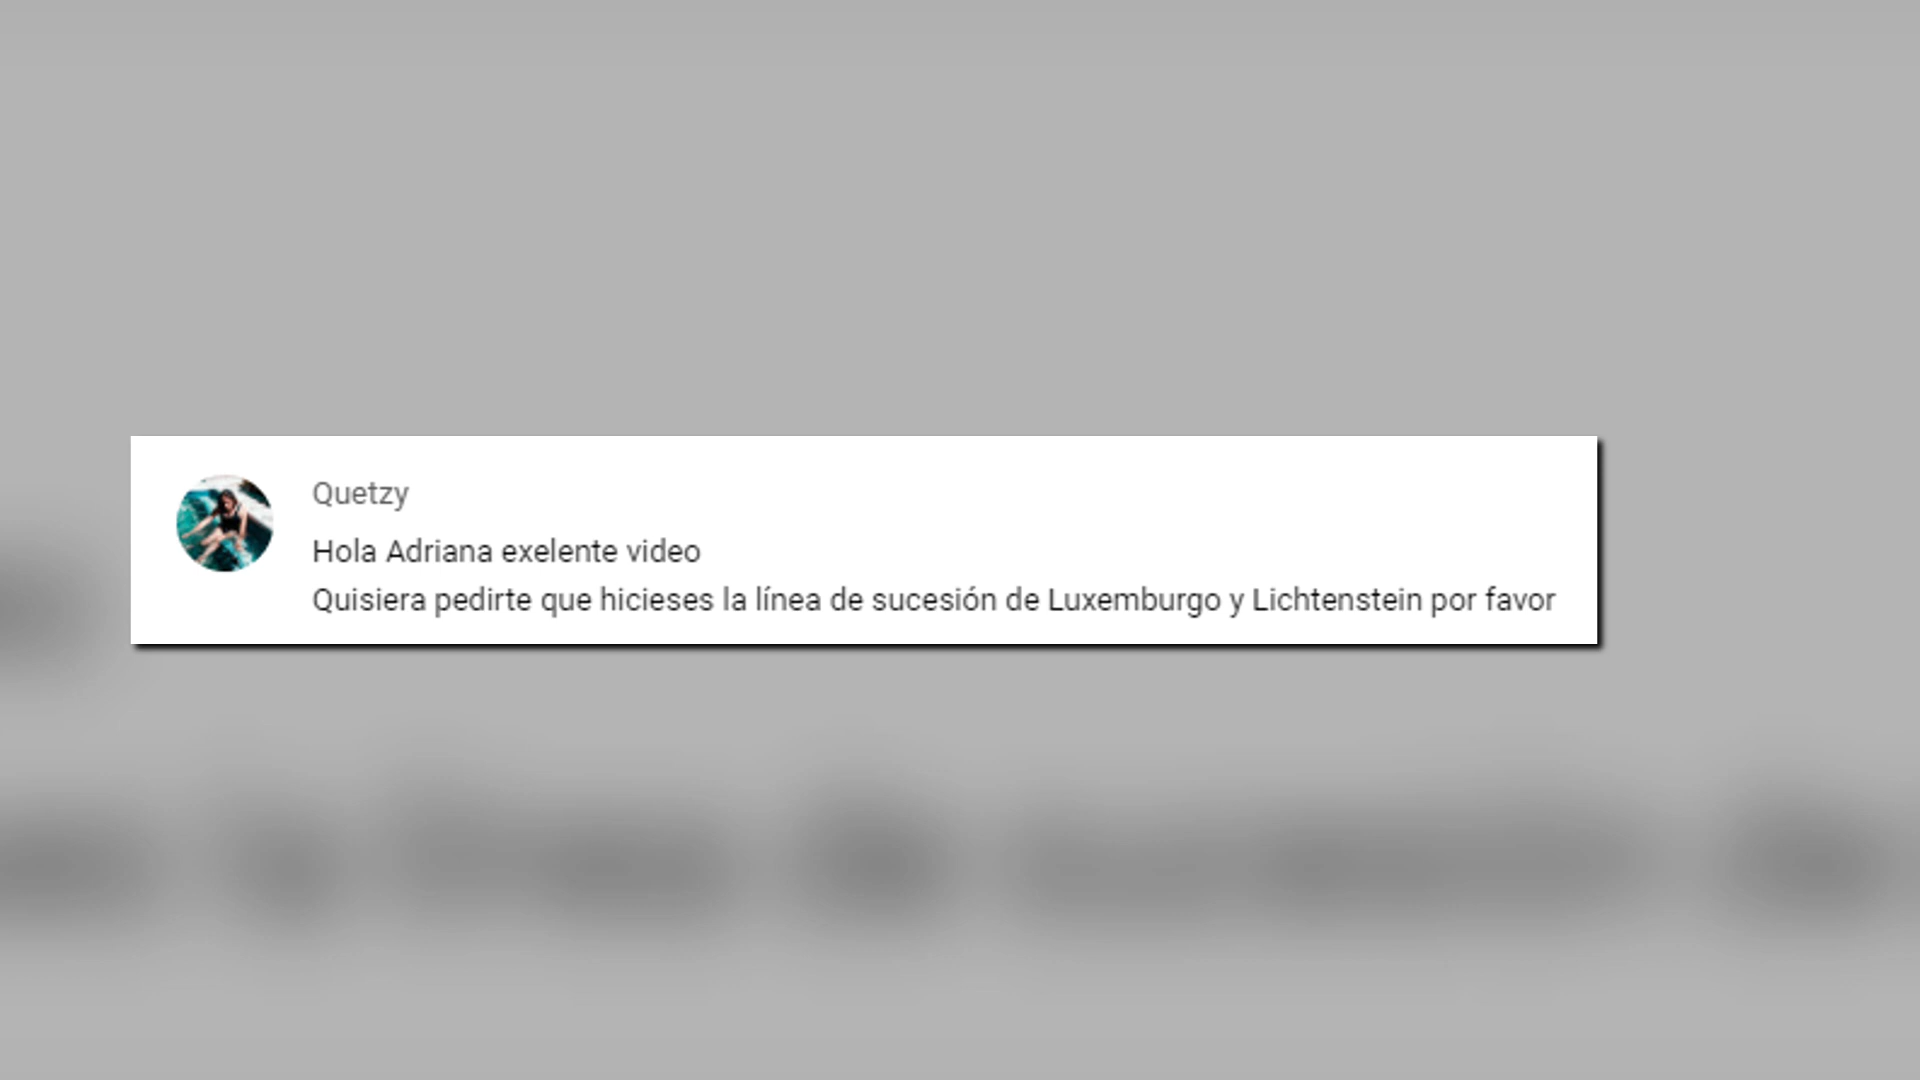 Quetzy
Hola Adriana exelente video
Quisiera pedirte que hicieses la línea de sucesión de Luxemburgo y Lichtenstein por favor